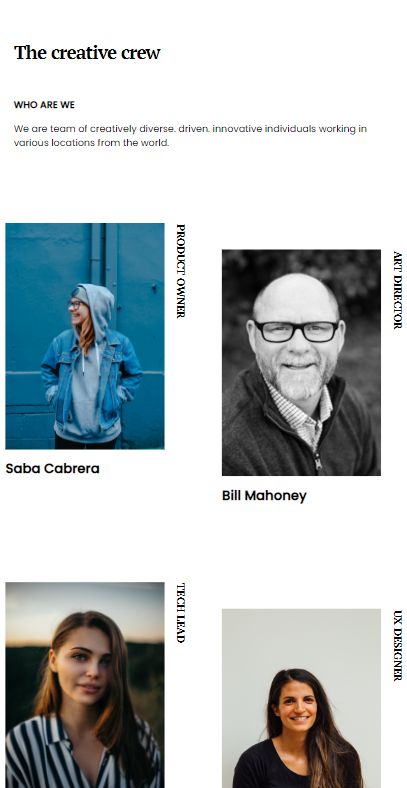 The creative crew
WHO ARE WE
We are team of creatively diverse. driven. innovative individuals working in
various locations from the world.
PRODUCT OWNER
ART DIRECTOR
Saba Cabrera
Bill Mahoney
TECH LEAD
UX DESIGNER